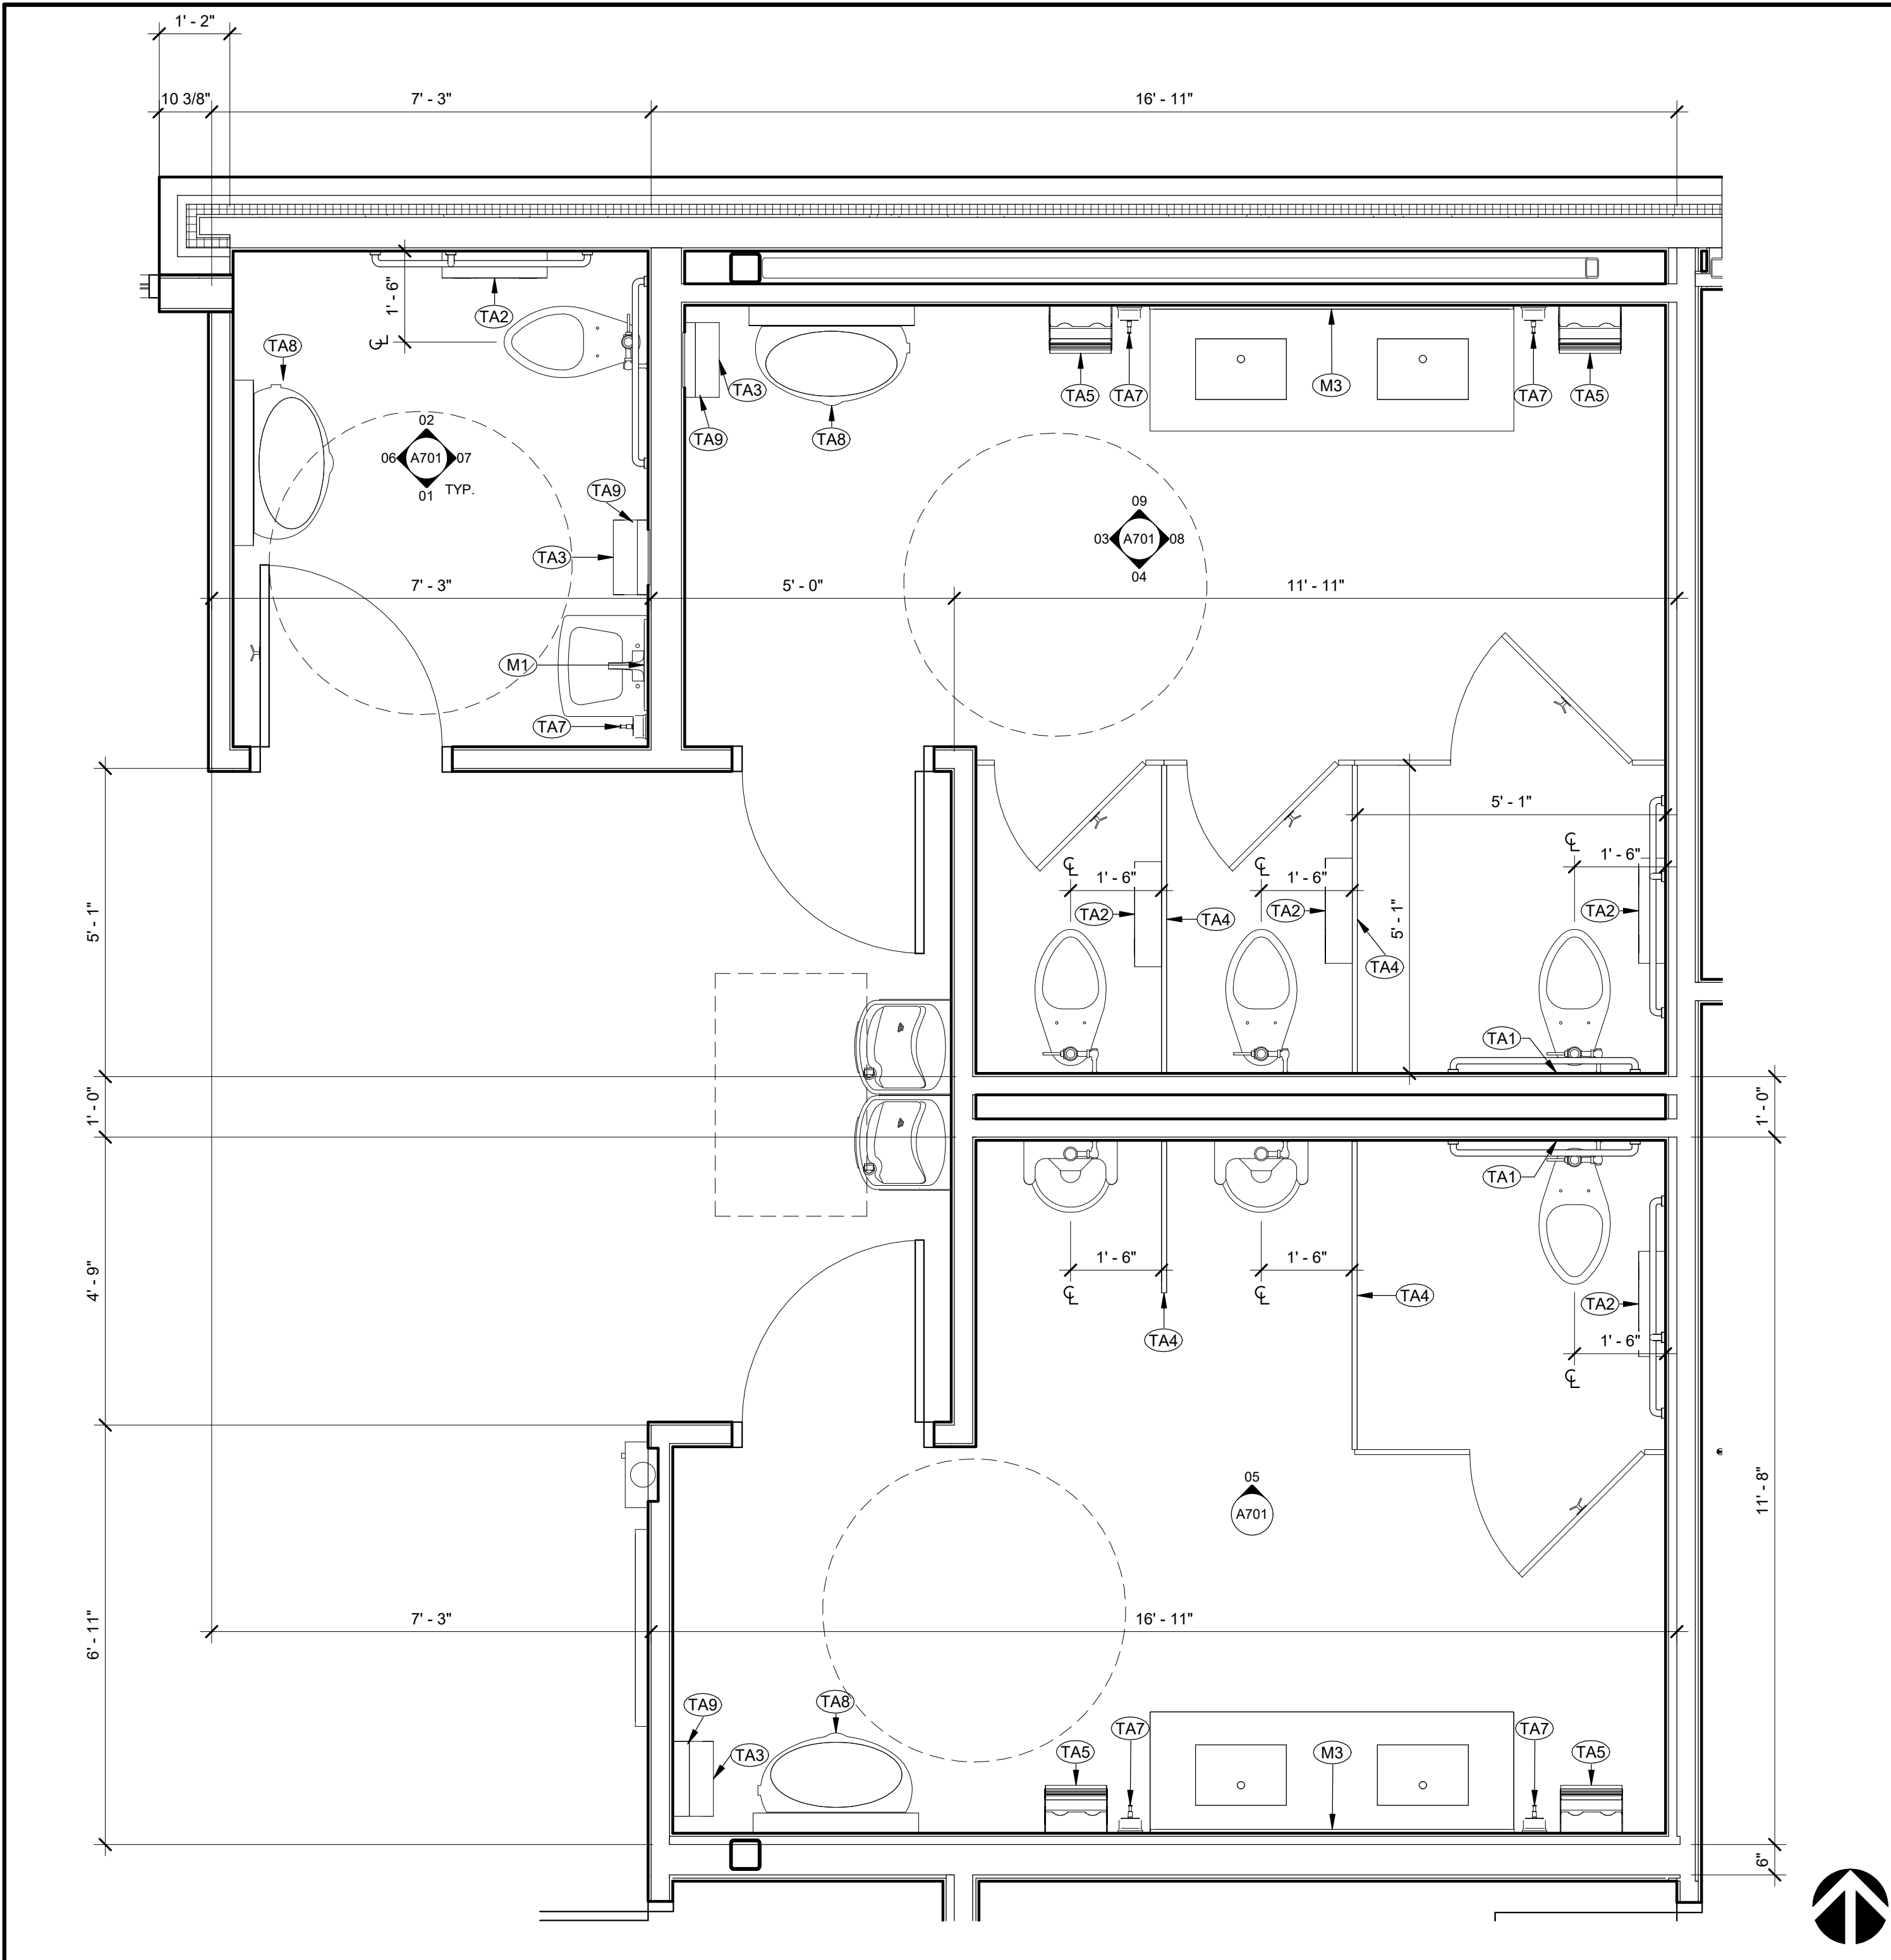 1' - 2"
10 3/8"
7' - 3"
16' - 11"
1' - 6"
TA2
TA8
TA3
TA9
TA8
TA5
TA7
M3
TA7
TA5
02
06 A701 07
01 TYP.
TA9
TA3
09
03 A701 08
04
7' - 3"
5' - 0"
11' - 11"
M1
TA7
5' - 1"
1' - 6"
1' - 6"
1' - 6"
TA2
TA4
TA2
TA4
TA2
5' - 1"
5' - 1"
TA1
1' - 0"
1' - 0"
TA1
1' - 6"
1' - 6"
TA4
TA4
TA2
1' - 6"
4' - 9"
05
A701
11' - 8"
7' - 3"
16' - 11"
6' - 11"
TA9
TA8
TA3
TA5
TA7
M3
TA7
TA5
6"